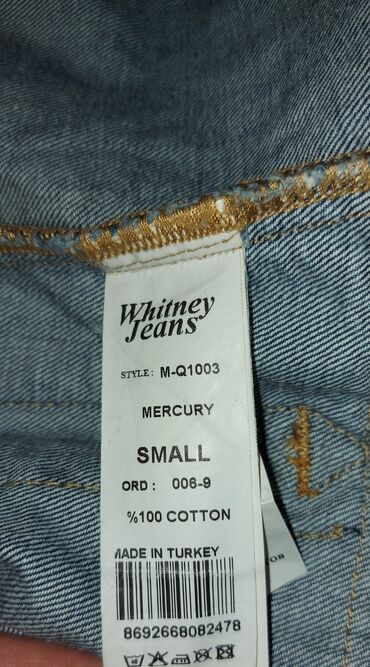 Whitney
Jeans
STYLE: M-Q1003
MERCURY
SMALL
ORD: 006-9
%100 COTTON
MADE IN TURKEY
8692668082478